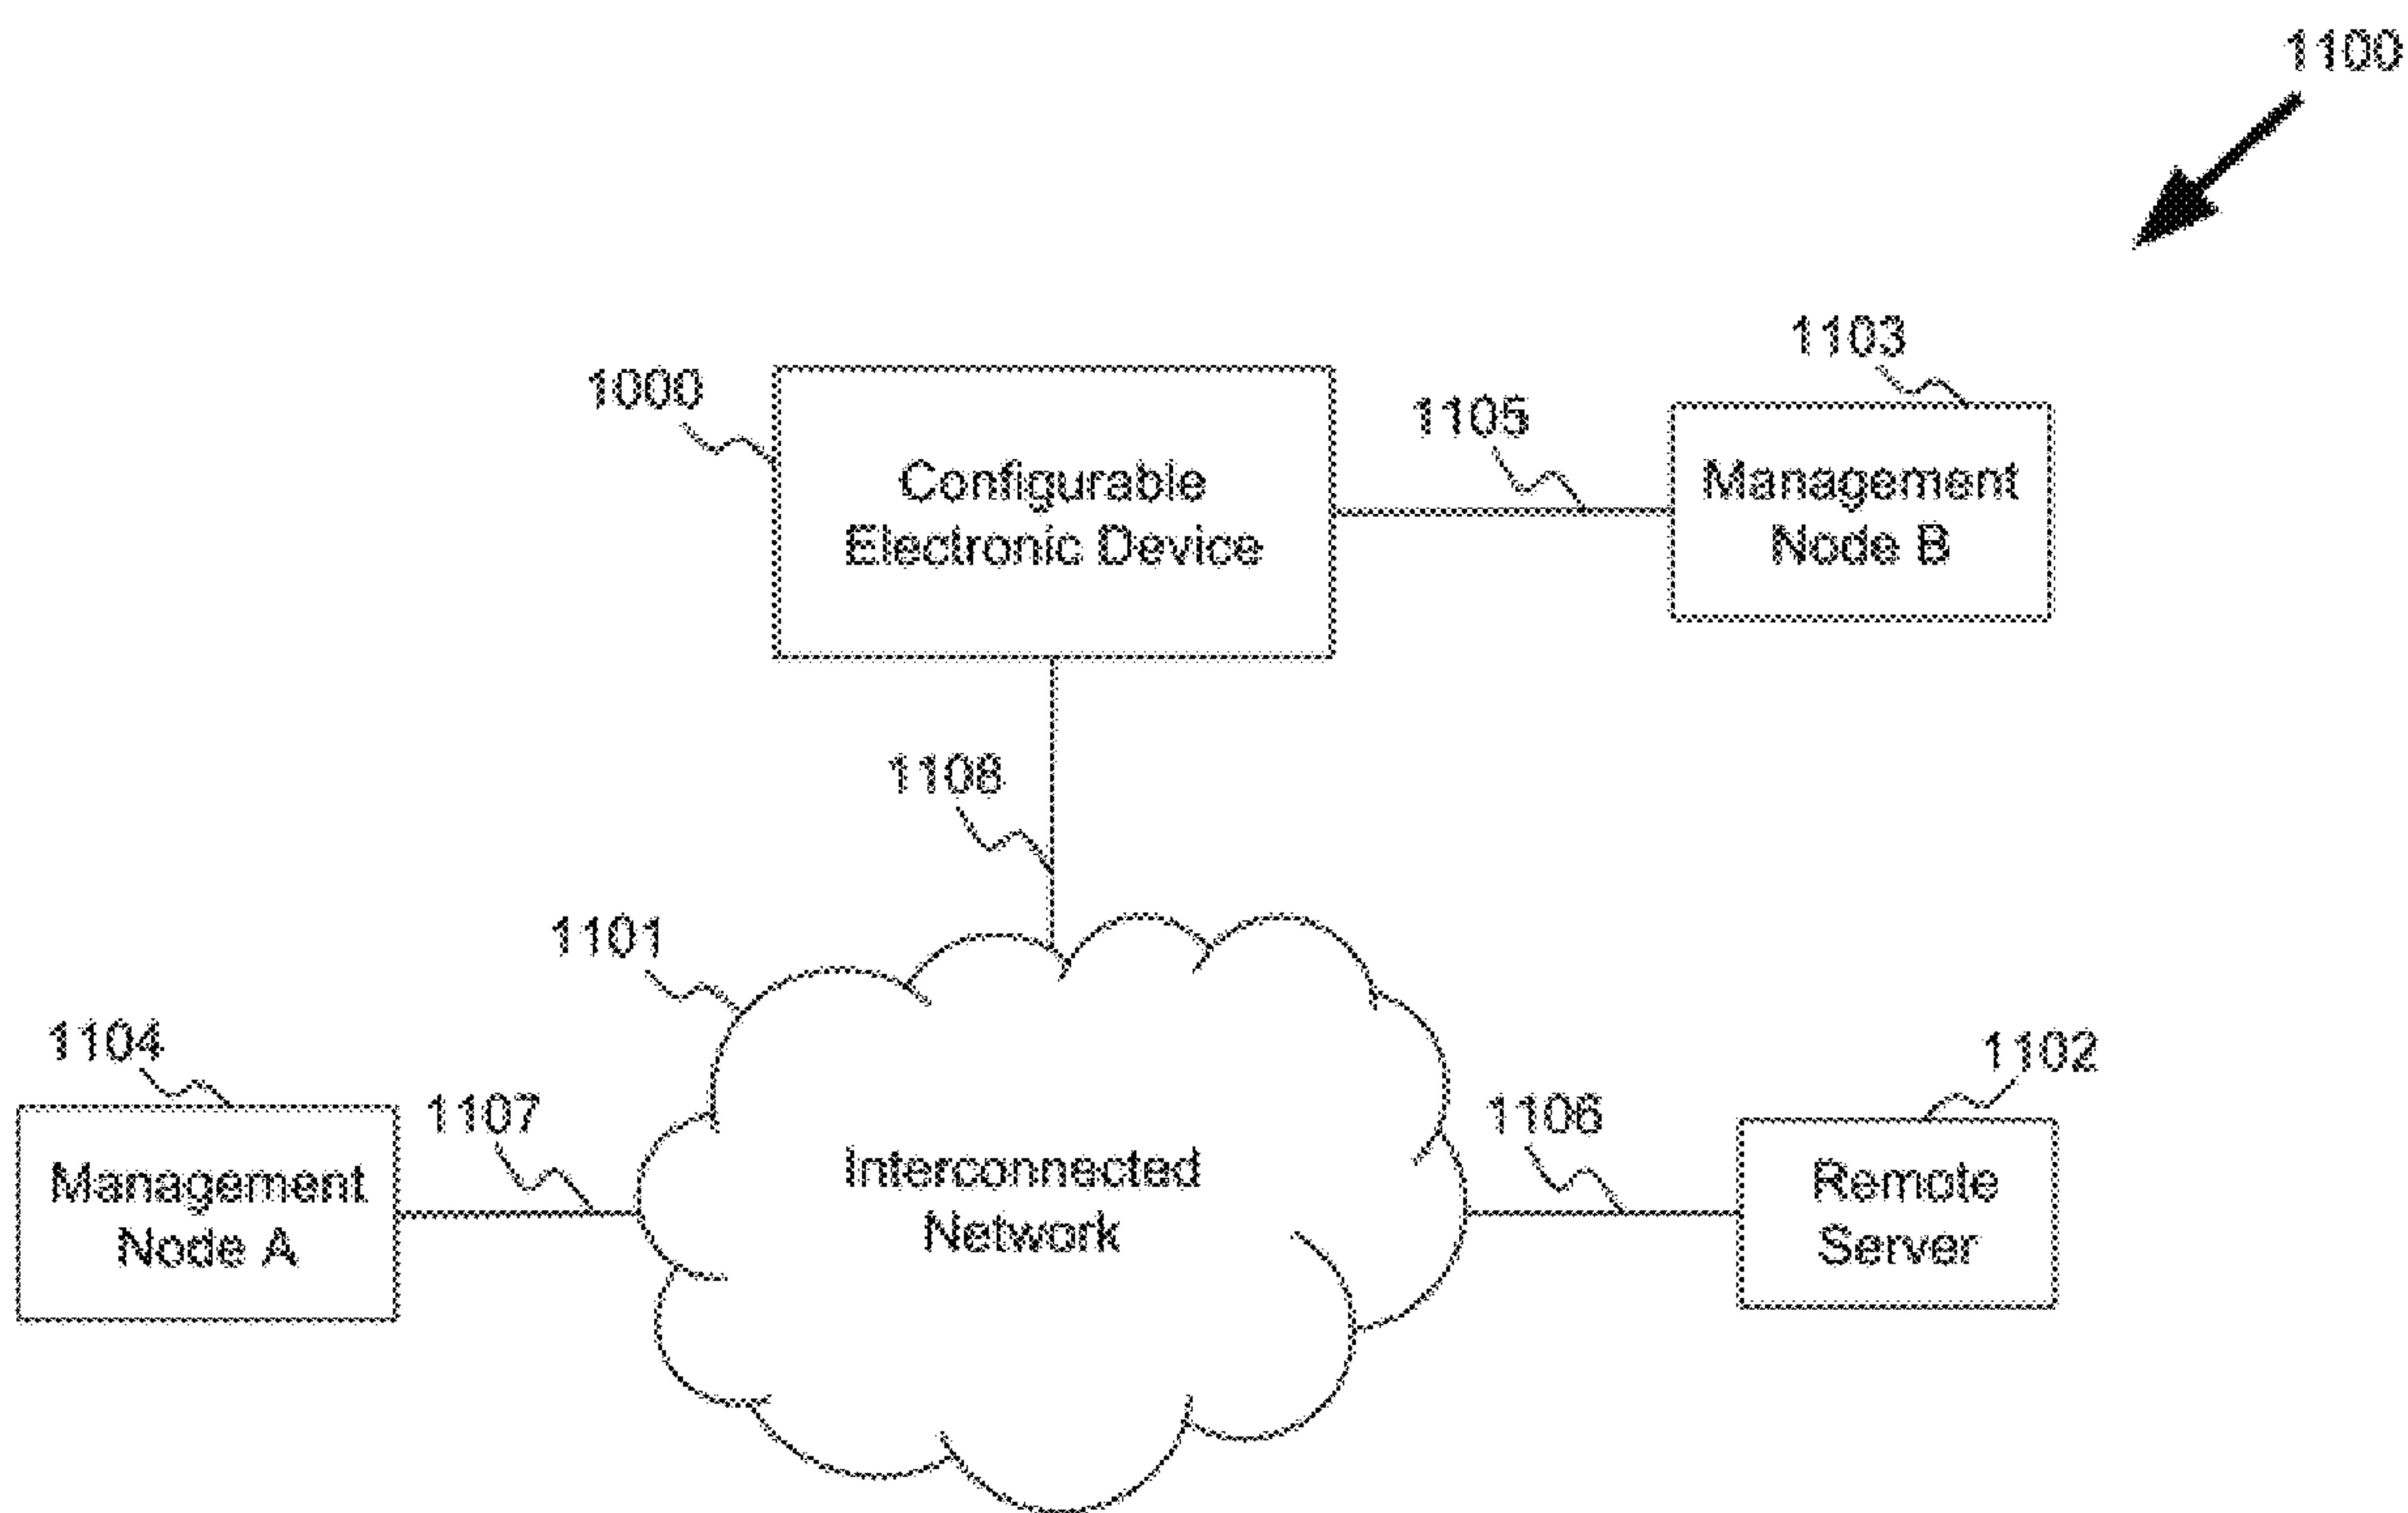 1100
1103
1000
1105
Configurable
Electronic Device
Management
Node B
1108
1101
1104
1102
1107
1106
Interconnected
Network
Management
Node A
Remote
Server